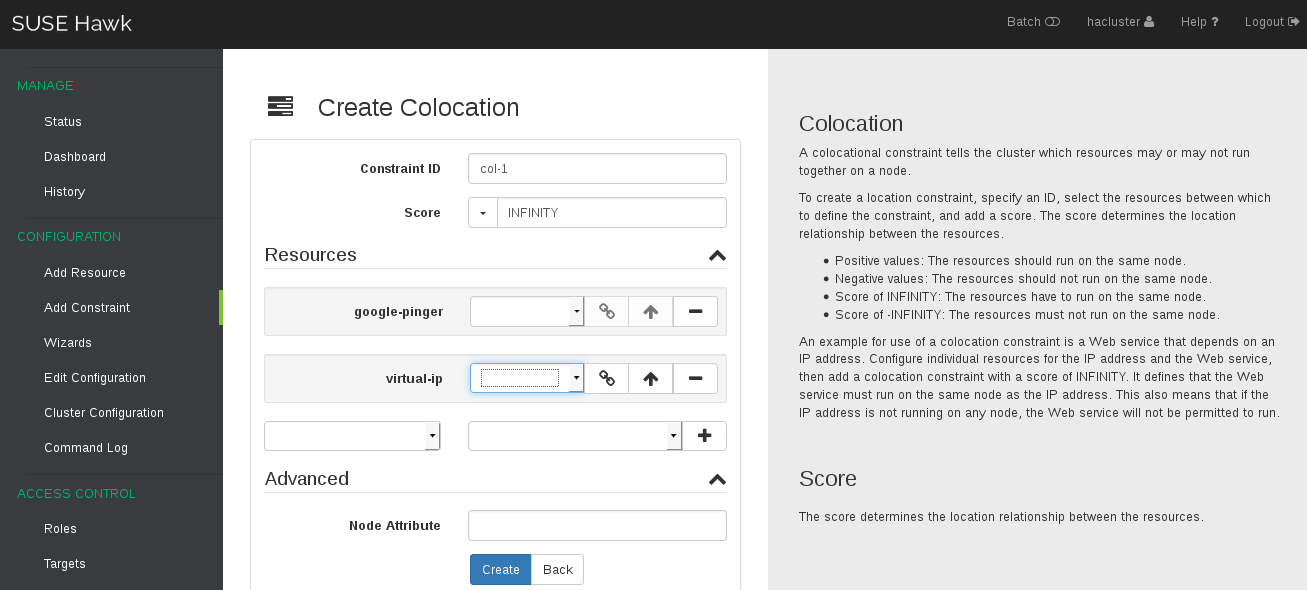 SUSE Hawk
Batch
hacluster
Help ?
Logout
MANAGE
Status
Dashboard
History
CONFIGURATION
Add Resource
Add Constraint
Wizards
Edit Configuration
Cluster Configuration
Command Log
ACCESS CONTROL
Roles
Targets
Create Colocation
Constraint ID
col-1
Score
INFINITY
Resources
google-pinger
virtual-ip
Advanced
Node Attribute
Create
Back
Colocation
A colocational constraint tells the cluster which resources may or may not run
together on a node.
To create a location constraint, specify an ID, select the resources between which
to define the constraint, and add a score. The score determines the location
relationship between the resources.
• Positive values: The resources should run on the same node.
• Negative values: The resources should not run on the same node.
• Score of INFINITY: The resources have to run on the same node.
• Score of -INFINITY: The resources must not run on the same node.
An example for use of a colocation constraint is a Web service that depends on an
IP address. Configure individual resources for the IP address and the Web service,
then add a colocation constraint with a score of INFINITY. It defines that the Web
service must run on the same node as the IP address. This also means that if the
IP address is not running on any node, the Web service will not be permitted to run.
Score
The score determines the location relationship between the resources.